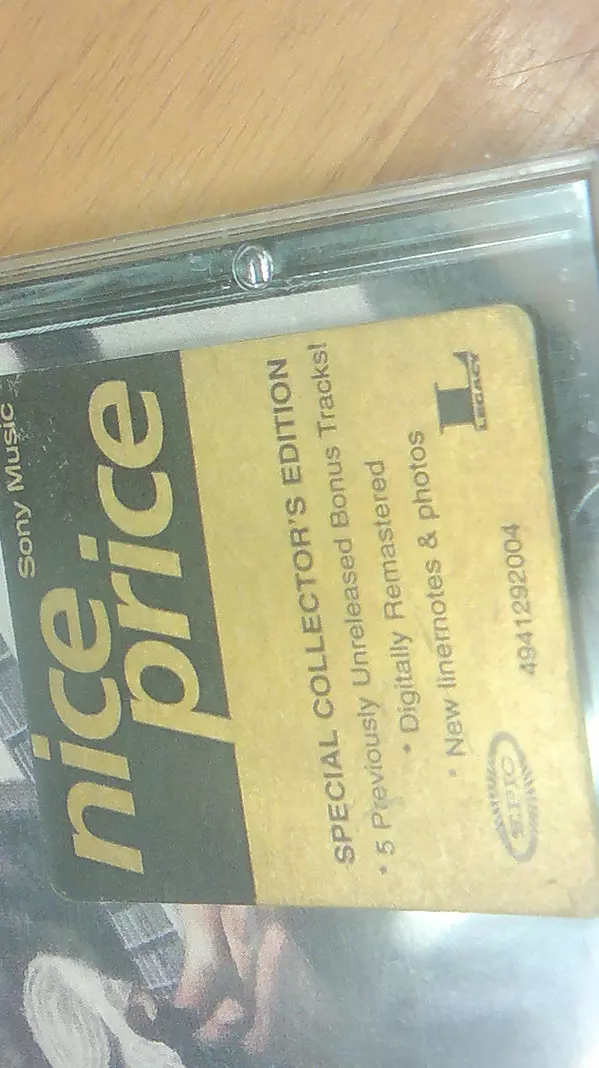 Sony Music
nice
price
SPECIAL COLLECTOR'S EDITION
* 5 Previously Unreleased Bonus Tracks!
* Digitally Remastered
* New linernotes & photos
EPIC
4941292004
L
LEGACY